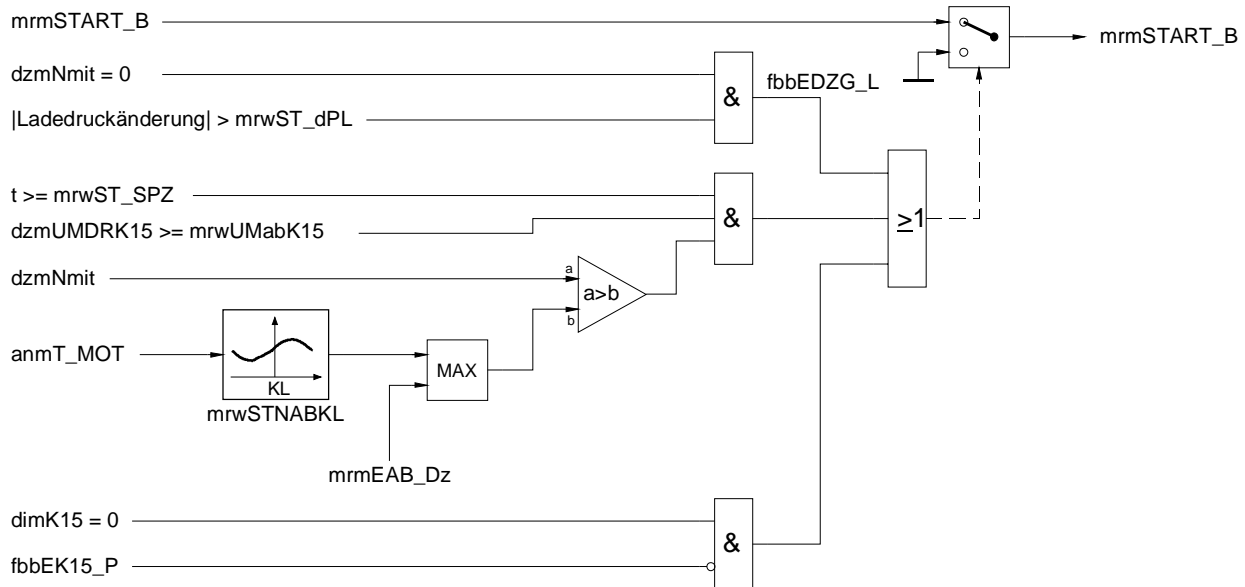 mrmSTART_B
mrmSTART_B
dzmNmit = 0
fbbEDZG_L
&
|Ladedruckänderung| > mrwST_dPL
t >= mrwST_SPZ
&
≥1
dzmUMDRK15 >= mrwUMabK15
dzmNmit
a
a>b
b
anmT_MOT
KL
MAX
mrwSTNABKL
mrmEAB_Dz
dimK15 = 0
&
fbbEK15_P